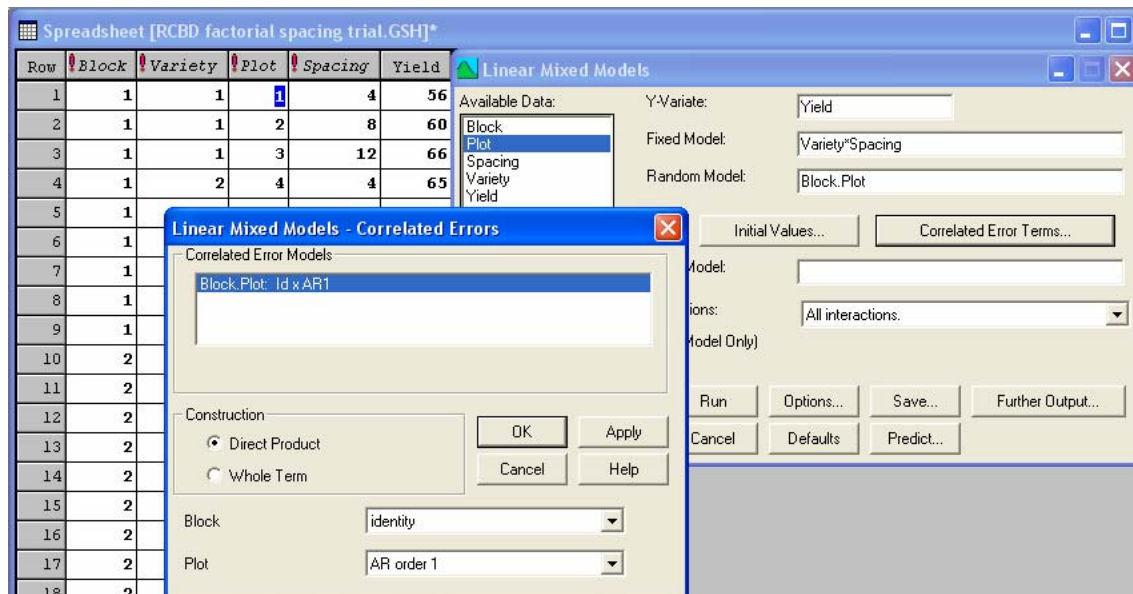 Spreadsheet [RCBD factorial spacing trial.GSH]*
Row Block Variety Plot Spacing Yield
1 1 1 1 4 56
2 1 1 2 8 60
3 1 1 3 12 66
4 1 2 4 4 65
5 1
6 1
7 1
8 1
9 1
10 2
11 2
12 2
13 2
14 2
15 2
16 2
17 2
18 2
Linear Mixed Models
Available Data:
Block
Plot
Spacing
Variety
Yield
Y-Variate: Yield
Fixed Model: Variety*Spacing
Random Model: Block.Plot
Initial Values... Correlated Error Terms...
Model:
ions: All interactions.
Model Only)
Run Options... Save... Further Output...
Cancel Defaults Predict...
Linear Mixed Models - Correlated Errors
Correlated Error Models
Block.Plot: Id x AR1
Construction
Direct Product
Whole Term
OK Apply
Cancel Help
Block identity
Plot AR order 1